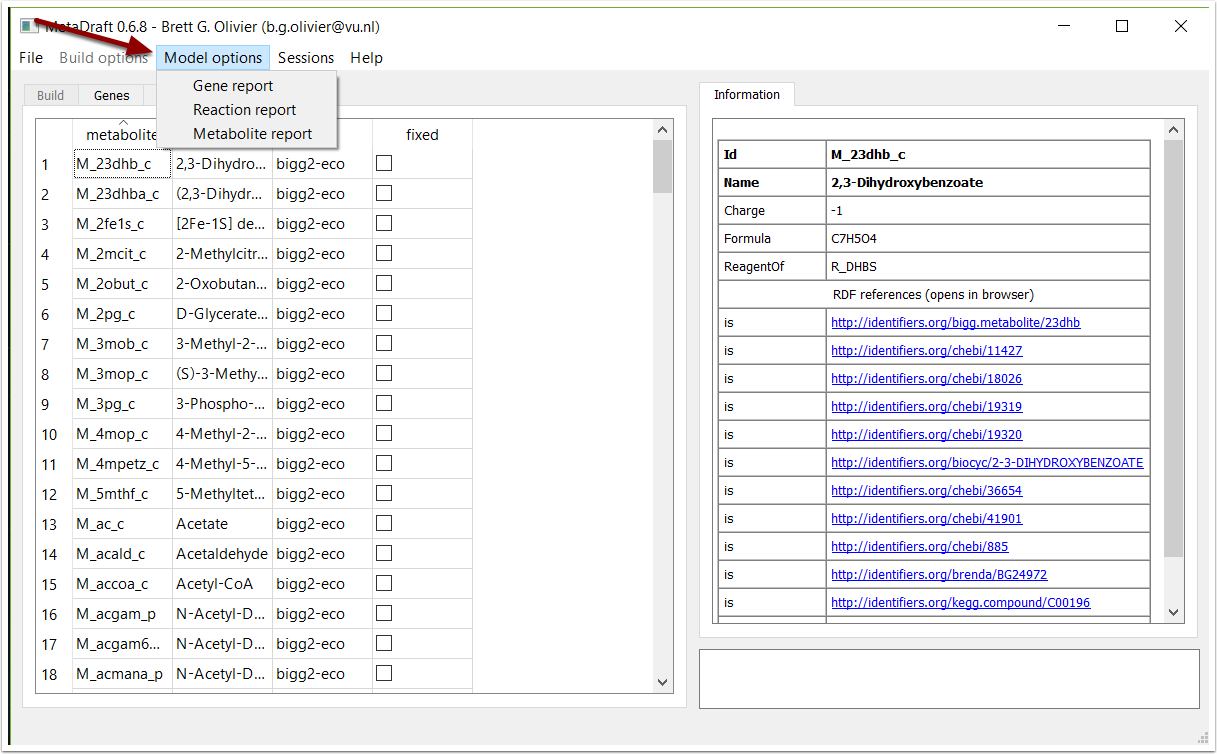 MetaDraft 0.6.8 - Brett G. Olivier (b.g.olivier@vu.nl)
File Build options Model options Sessions Help
Gene report
Reaction report
Metabolite report
Build Genes
metabolite fixed
1 M_23dhb_c 2,3-Dihydro... bigg2-eco
2 M_23dhba_c (2,3-Dihydr... bigg2-eco
3 M_2fe1s_c [2Fe-1S] de... bigg2-eco
4 M_2mcit_c 2-Methylcitr... bigg2-eco
5 M_2obut_c 2-Oxobutan... bigg2-eco
6 M_2pg_c D-Glycerate... bigg2-eco
7 M_3mob_c 3-Methyl-2-... bigg2-eco
8 M_3mop_c (S)-3-Methy... bigg2-eco
9 M_3pg_c 3-Phospho-... bigg2-eco
10 M_4mop_c 4-Methyl-2-... bigg2-eco
11 M_4mpetz_c 4-Methyl-5-... bigg2-eco
12 M_5mthf_c 5-Methyltet... bigg2-eco
13 M_ac_c Acetate bigg2-eco
14 M_acald_c Acetaldehyde bigg2-eco
15 M_accoa_c Acetyl-CoA bigg2-eco
16 M_acgam_p N-Acetyl-D... bigg2-eco
17 M_acgam6... N-Acetyl-D... bigg2-eco
18 M_acmana_p N-Acetyl-D... bigg2-eco
Information
Id M_23dhb_c
Name 2,3-Dihydroxybenzoate
Charge -1
Formula C7H5O4
ReagentOf R_DHBS
RDF references (opens in browser)
is http://identifiers.org/bigg.metabolite/23dhb
is http://identifiers.org/chebi/11427
is http://identifiers.org/chebi/18026
is http://identifiers.org/chebi/19319
is http://identifiers.org/chebi/19320
is http://identifiers.org/biocyc/2-3-DIHYDROXYBENZOATE
is http://identifiers.org/chebi/36654
is http://identifiers.org/chebi/41901
is http://identifiers.org/chebi/885
is http://identifiers.org/brenda/BG24972
is http://identifiers.org/kegg.compound/C00196